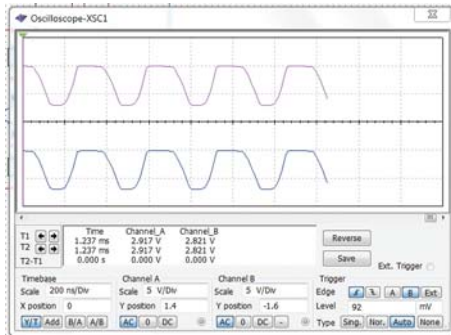 Oscilloscope-XSC1
T1
T2
T2-T1
Time Channel_A Channel_B
1.237 ms 2.917 V 2.821 V
1.237 ms 2.917 V 2.821 V
0.000 s 0.000 V 0.000 V
Reverse
Save
Ext. Trigger
Timebase
Scale 200 ns/Div
X position 0
Y/T Add B/A A/B
Channel A
Scale 5 V/Div
Y position 1.4
AC 0 DC
Channel B
Scale 5 V/Div
Y position -1.6
AC 0 DC -
Trigger
Edge A B Ext
Level 92 mV
Type Sing. Nor. Auto None